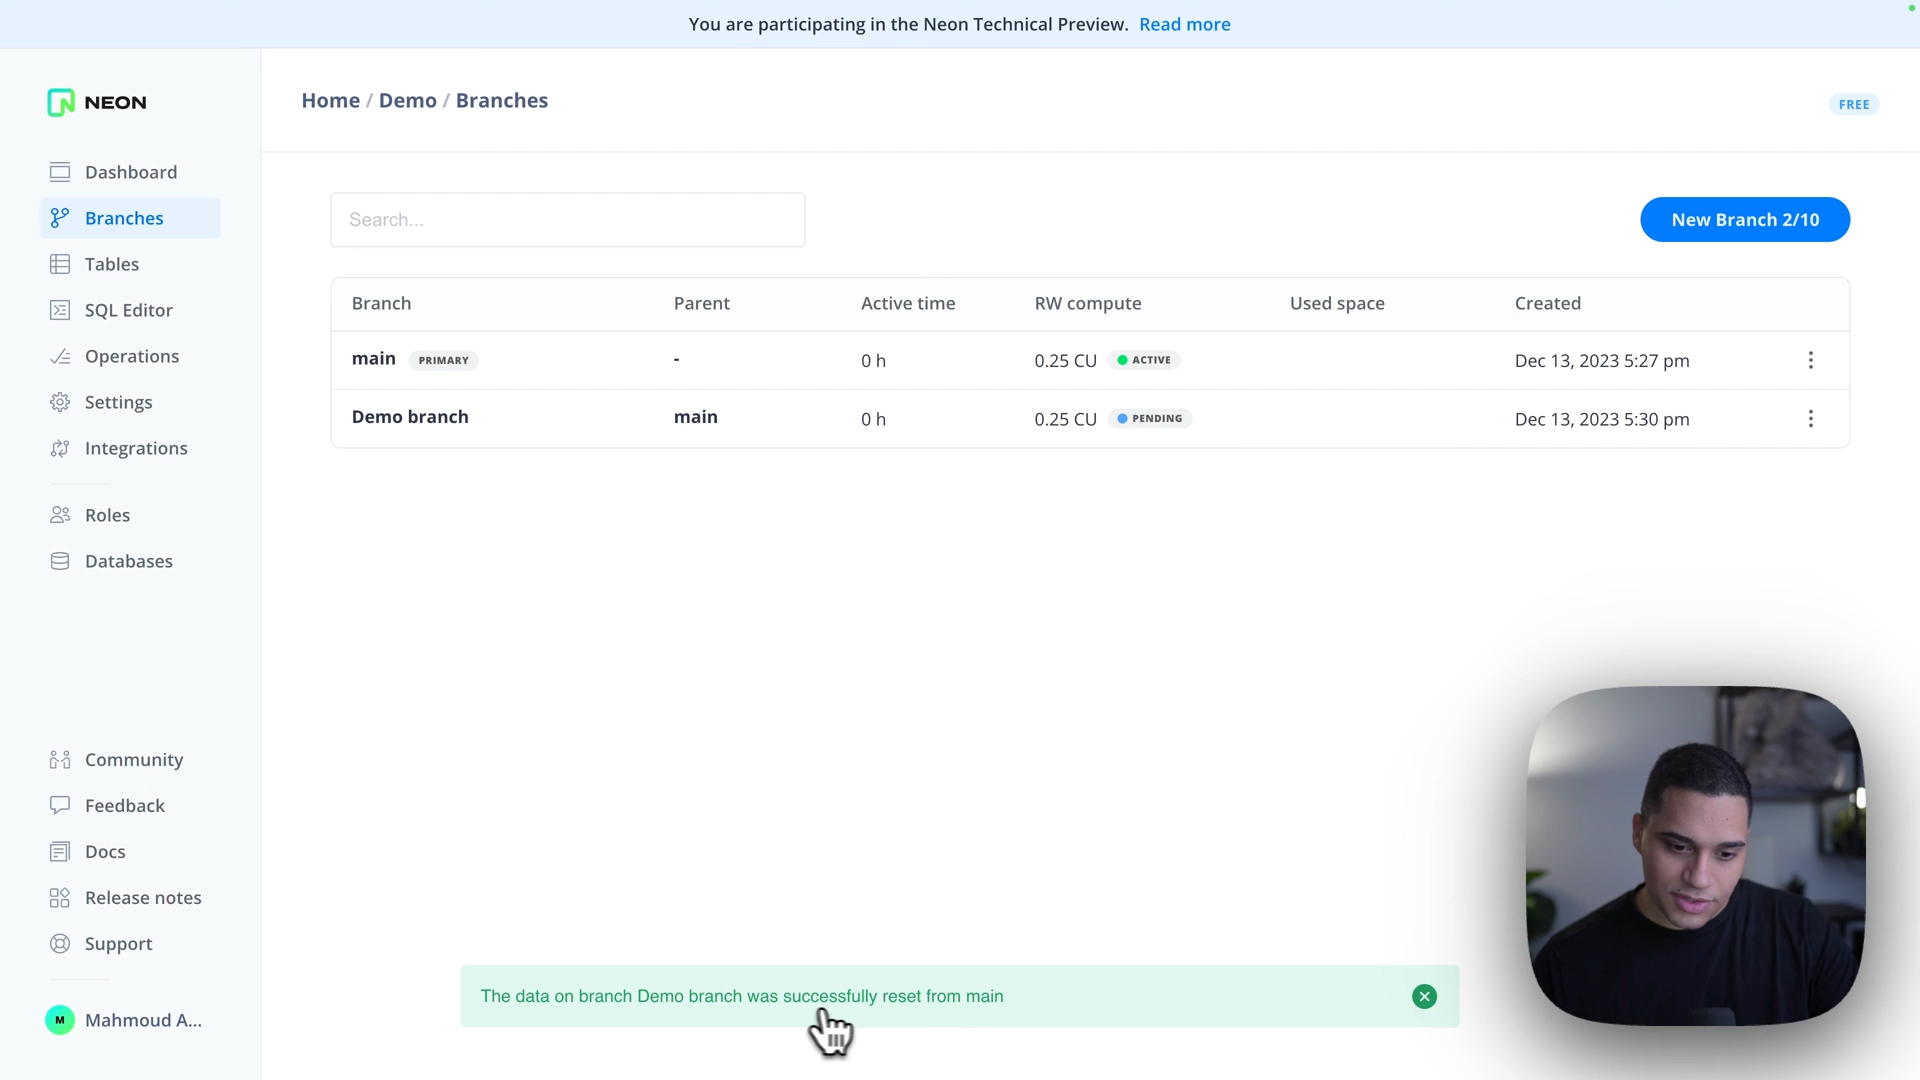 You are participating in the Neon Technical Preview. Read more
NEON
Home / Demo / Branches
FREE
Dashboard
Branches
Tables
SQL Editor
Operations
Settings
Integrations
Roles
Databases
Community
Feedback
Docs
Release notes
Support
M Mahmoud A...
Search...
New Branch 2/10
Branch Parent Active time RW compute Used space Created
main PRIMARY - 0 h 0.25 CU ACTIVE Dec 13, 2023 5:27 pm
Demo branch main 0 h 0.25 CU PENDING Dec 13, 2023 5:30 pm
The data on branch Demo branch was successfully reset from main